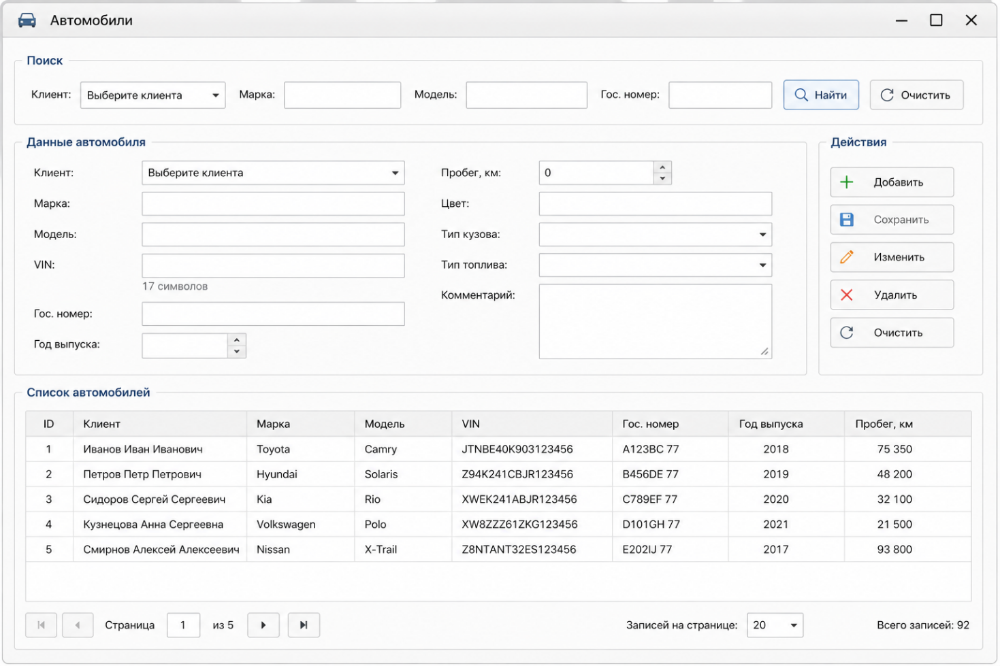 Автомобили
Поиск
Клиент: Выберите клиента Марка: Модель: Гос. номер: Найти Очистить
Данные автомобиля
Клиент: Выберите клиента
Марка:
Модель:
VIN:
17 символов
Гос. номер:
Год выпуска:
Пробег, км: 0
Цвет:
Тип кузова:
Тип топлива:
Комментарий:
Действия
Добавить
Сохранить
Изменить
Удалить
Очистить
Список автомобилей
ID Клиент Марка Модель VIN Гос. номер Год выпуска Пробег, км
1 Иванов Иван Иванович Toyota Camry JTNBE40K903123456 A123BC 77 2018 75 350
2 Петров Петр Петрович Hyundai Solaris Z94K241CBJR123456 B456DE 77 2019 48 200
3 Сидоров Сергей Сергеевич Kia Rio XWEK241ABJR123456 C789EF 77 2020 32 100
4 Кузнецова Анна Сергеевна Volkswagen Polo XW8ZZZ61ZKG123456 D101GH 77 2021 21 500
5 Смирнов Алексей Алексеевич Nissan X-Trail Z8NTANT32ES123456 E202IJ 77 2017 93 800
Страница 1 из 5 Записей на странице: 20 Всего записей: 92